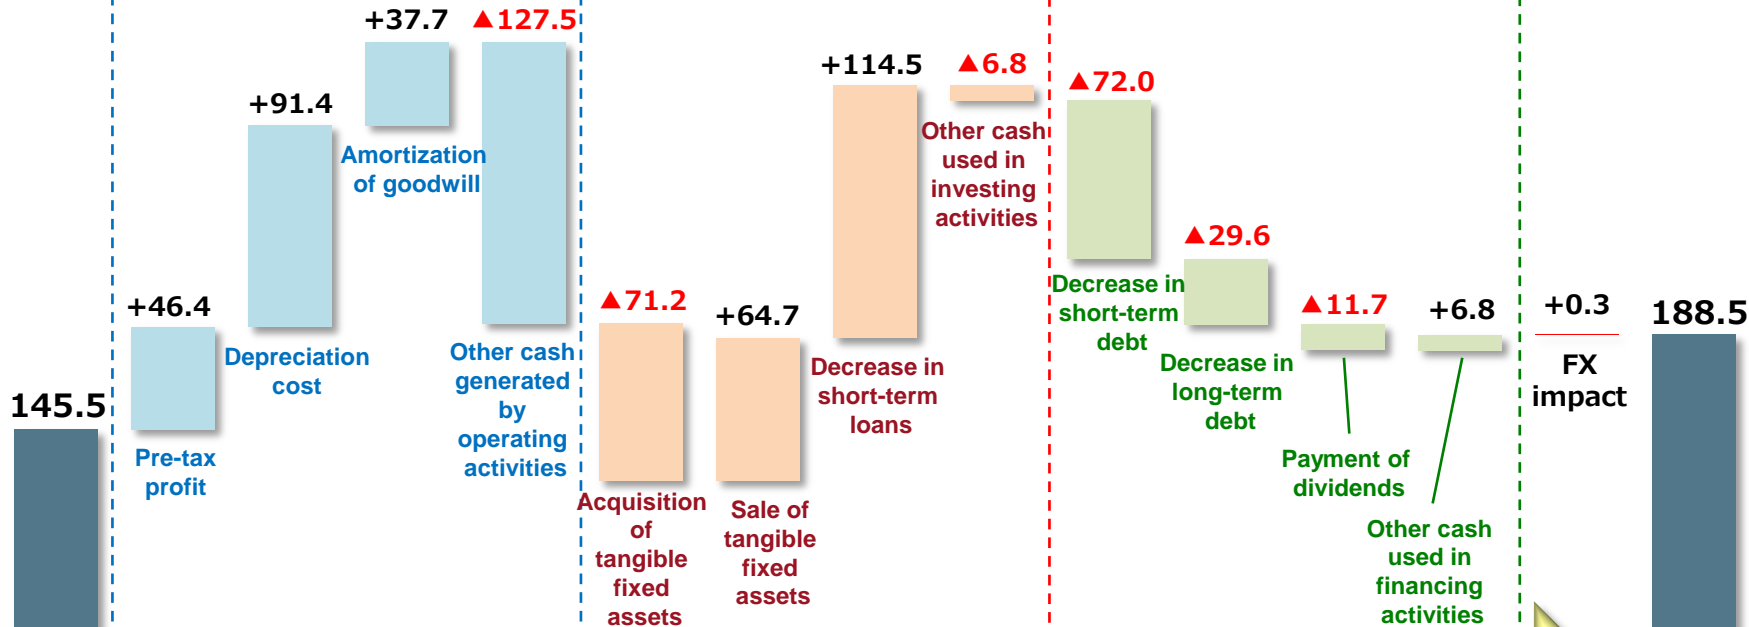 145.5
+46.4
Pre-tax
profit
+91.4
Depreciation
cost
+37.7
Amortization
of goodwill
▲127.5
Other cash
generated
by
operating
activities
▲71.2
Acquisition
of
tangible
fixed
assets
+64.7
Sale of
tangible
fixed
assets
+114.5
Decrease in
short-term
loans
▲6.8
Other cash
used in
investing
activities
▲72.0
Decrease in
short-term
debt
▲29.6
Decrease in
long-term
debt
▲11.7
Payment of
dividends
+6.8
Other cash
used in
financing
activities
+0.3
FX
impact
188.5